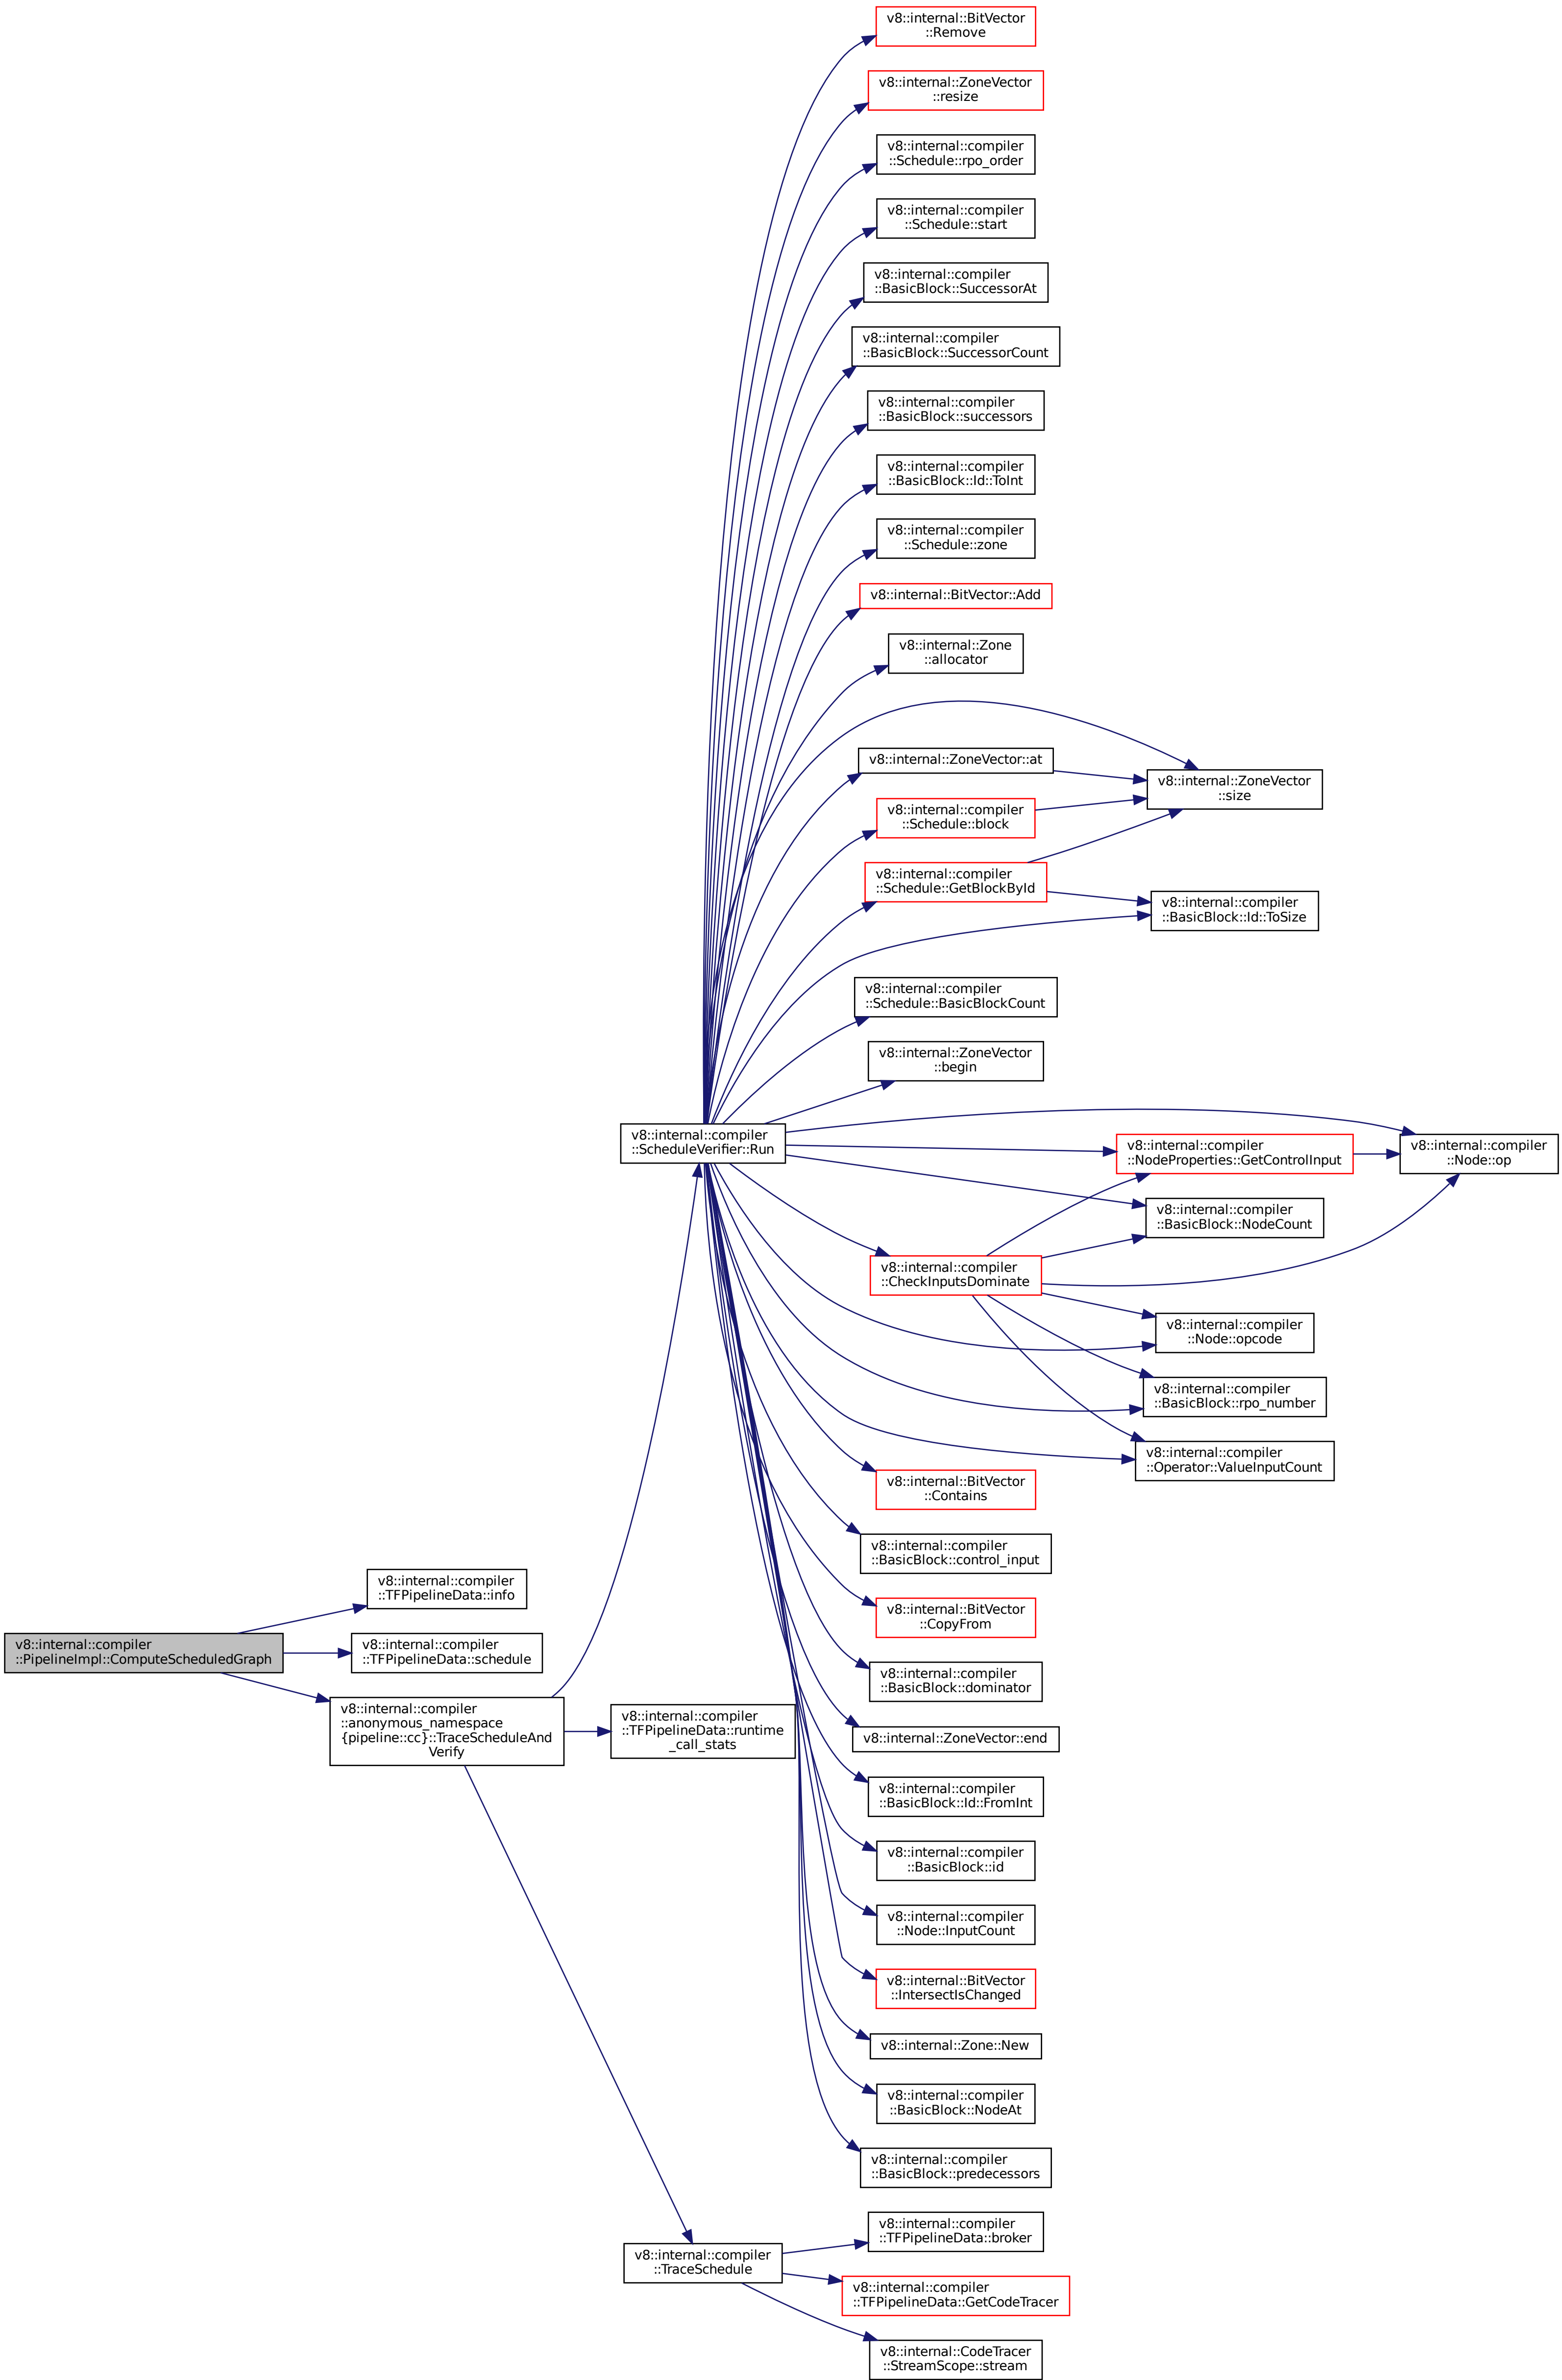 v8::internal::BitVector
::Remove
v8::internal::ZoneVector
::resize
v8::internal::compiler
::Schedule::rpo_order
v8::internal::compiler
::Schedule::start
v8::internal::compiler
::BasicBlock::SuccessorAt
v8::internal::compiler
::BasicBlock::SuccessorCount
v8::internal::compiler
::BasicBlock::successors
v8::internal::compiler
::BasicBlock::Id::ToInt
v8::internal::compiler
::Schedule::zone
v8::internal::BitVector::Add
v8::internal::Zone
::allocator
v8::internal::ZoneVector::at
v8::internal::ZoneVector
::size
v8::internal::compiler
::Schedule::block
v8::internal::compiler
::Schedule::GetBlockById
v8::internal::compiler
::BasicBlock::Id::ToSize
v8::internal::compiler
::Schedule::BasicBlockCount
v8::internal::ZoneVector
::begin
v8::internal::compiler
::ScheduleVerifier::Run
v8::internal::compiler
::NodeProperties::GetControlInput
v8::internal::compiler
::Node::op
v8::internal::compiler
::BasicBlock::NodeCount
v8::internal::compiler
::CheckInputsDominate
v8::internal::compiler
::Node::opcode
v8::internal::compiler
::BasicBlock::rpo_number
v8::internal::compiler
::Operator::ValueInputCount
v8::internal::BitVector
::Contains
v8::internal::compiler
::BasicBlock::control_input
v8::internal::compiler
::TFPipelineData::info
v8::internal::BitVector
::CopyFrom
v8::internal::compiler
::PipelineImpl::ComputeScheduledGraph
v8::internal::compiler
::TFPipelineData::schedule
v8::internal::compiler
::BasicBlock::dominator
v8::internal::compiler
::anonymous_namespace
{pipeline::cc}::TraceScheduleAnd
Verify
v8::internal::compiler
::TFPipelineData::runtime
_call_stats
v8::internal::ZoneVector::end
v8::internal::compiler
::BasicBlock::Id::FromInt
v8::internal::compiler
::BasicBlock::id
v8::internal::compiler
::Node::InputCount
v8::internal::BitVector
::IntersectIsChanged
v8::internal::Zone::New
v8::internal::compiler
::BasicBlock::NodeAt
v8::internal::compiler
::BasicBlock::predecessors
v8::internal::compiler
::TFPipelineData::broker
v8::internal::compiler
::TraceSchedule
v8::internal::compiler
::TFPipelineData::GetCodeTracer
v8::internal::CodeTracer
::StreamScope::stream